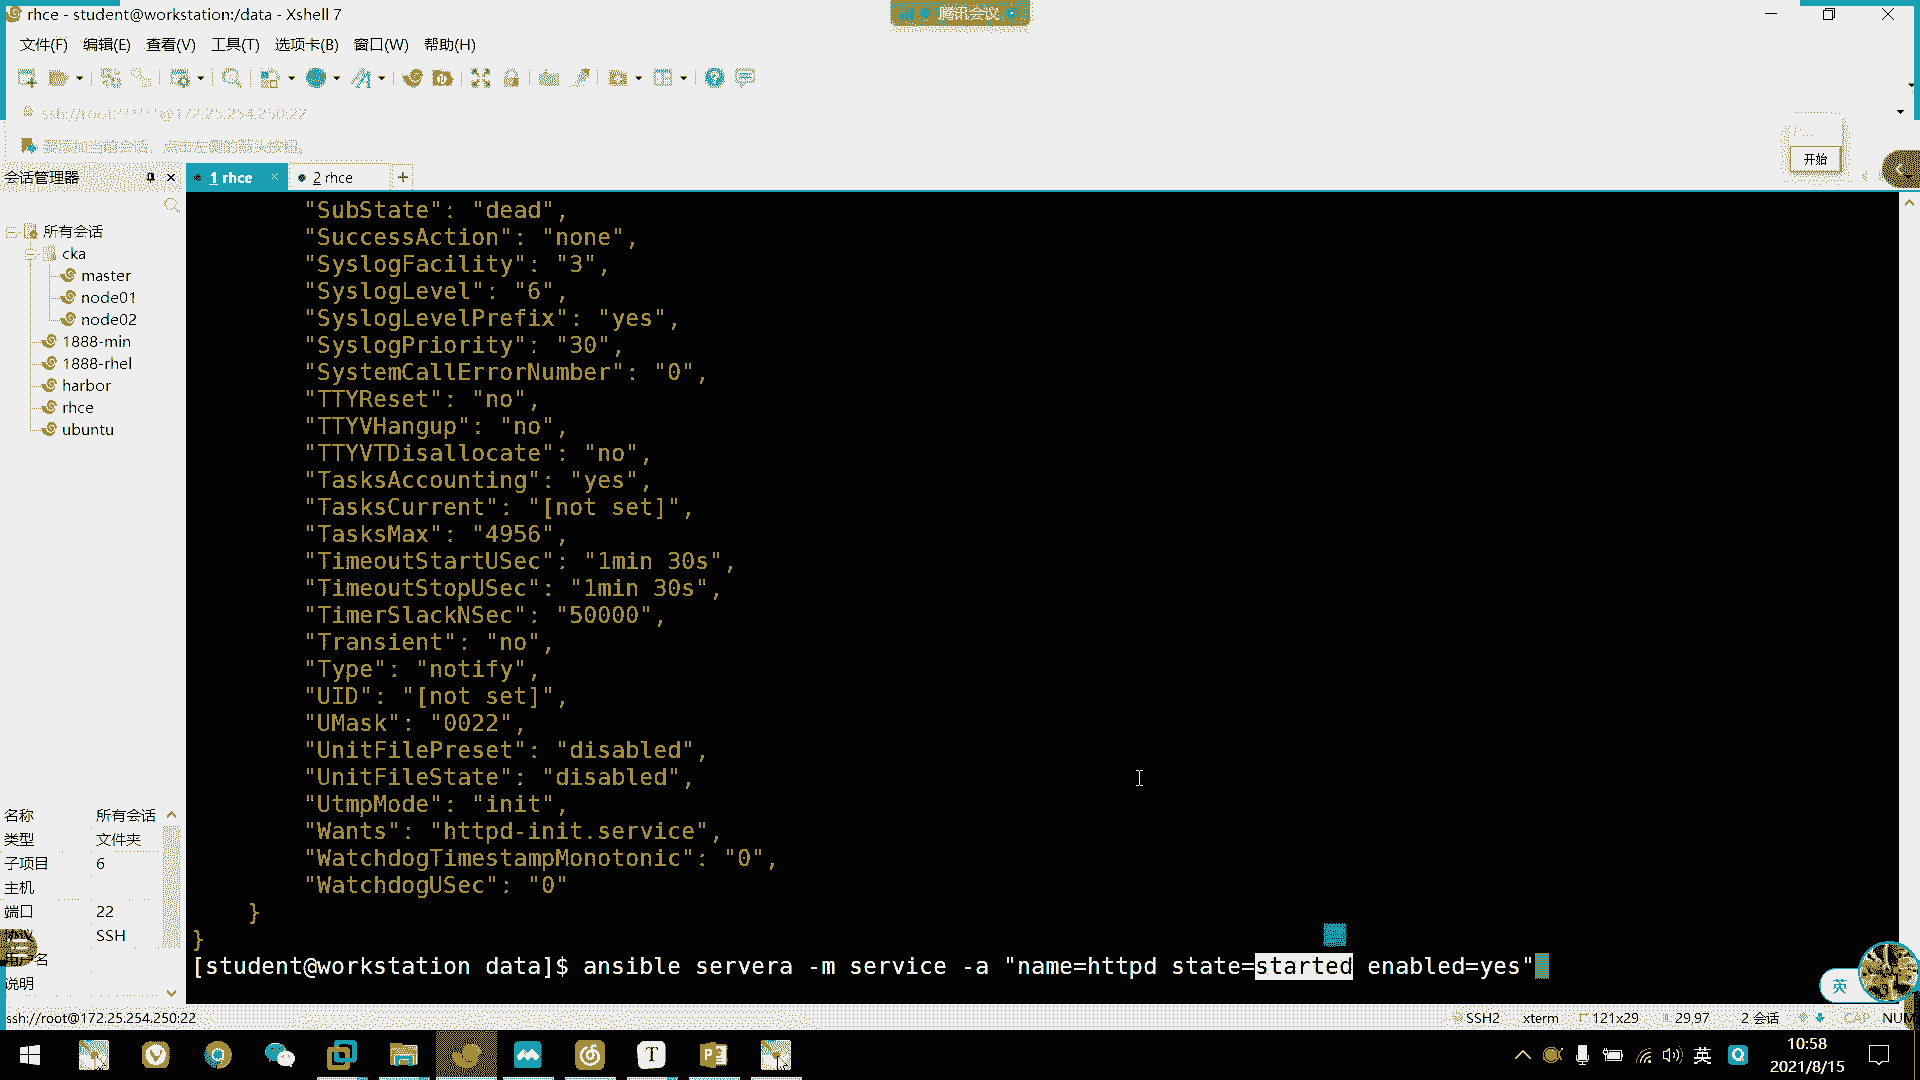 rhce - student@workstation:/data - Xshell 7
腾讯会议
文件(F) 编辑(E) 查看(V) 工具(T) 选项卡(B) 窗口(W) 帮助(H)
ssh://root:******@172.25.254.250:22
要添加当前会话，点击左侧的箭头按钮。
开始
会话管理器
1 rhce
2 rhce
所有会话
cka
master
node01
node02
1888-min
1888-rhel
harbor
rhce
ubuntu
名称 所有会话
类型 文件夹
子项目 6
主机
端口 22
协议 SSH
用户名
说明
"SubState": "dead",
"SuccessAction": "none",
"SyslogFacility": "3",
"SyslogLevel": "6",
"SyslogLevelPrefix": "yes",
"SyslogPriority": "30",
"SystemCallErrorNumber": "0",
"TTYReset": "no",
"TTYVHangup": "no",
"TTYVTDisallocate": "no",
"TasksAccounting": "yes",
"TasksCurrent": "[not set]",
"TasksMax": "4956",
"TimeoutStartUSec": "1min 30s",
"TimeoutStopUSec": "1min 30s",
"TimerSlackNSec": "50000",
"Transient": "no",
"Type": "notify",
"UID": "[not set]",
"UMask": "0022",
"UnitFilePreset": "disabled",
"UnitFileState": "disabled",
"UtmpMode": "init",
"Wants": "httpd-init.service",
"WatchdogTimestampMonotonic": "0",
"WatchdogUSec": "0"
}
}
[student@workstation data]$ ansible servera -m service -a "name=httpd state=started enabled=yes"
英
ssh://root@172.25.254.250:22
SSH2 xterm 121x29 29,97 2 会话 CAP NUM
英
10:58
2021/8/15